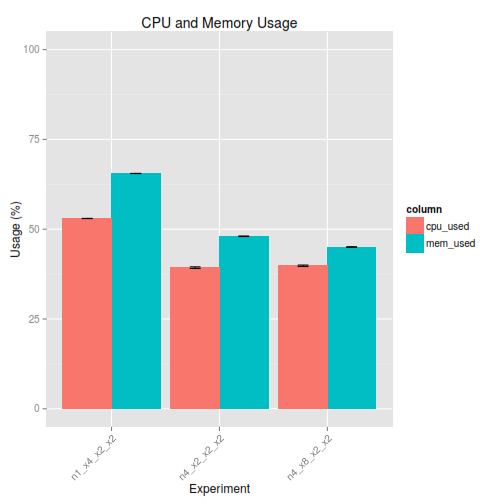 CPU and Memory Usage
100
75
50
25
0
Usage (%)
n1_x4_x2_x2
n4_x2_x2_x2
n4_x8_x2_x2
Experiment
column
cpu_used
mem_used